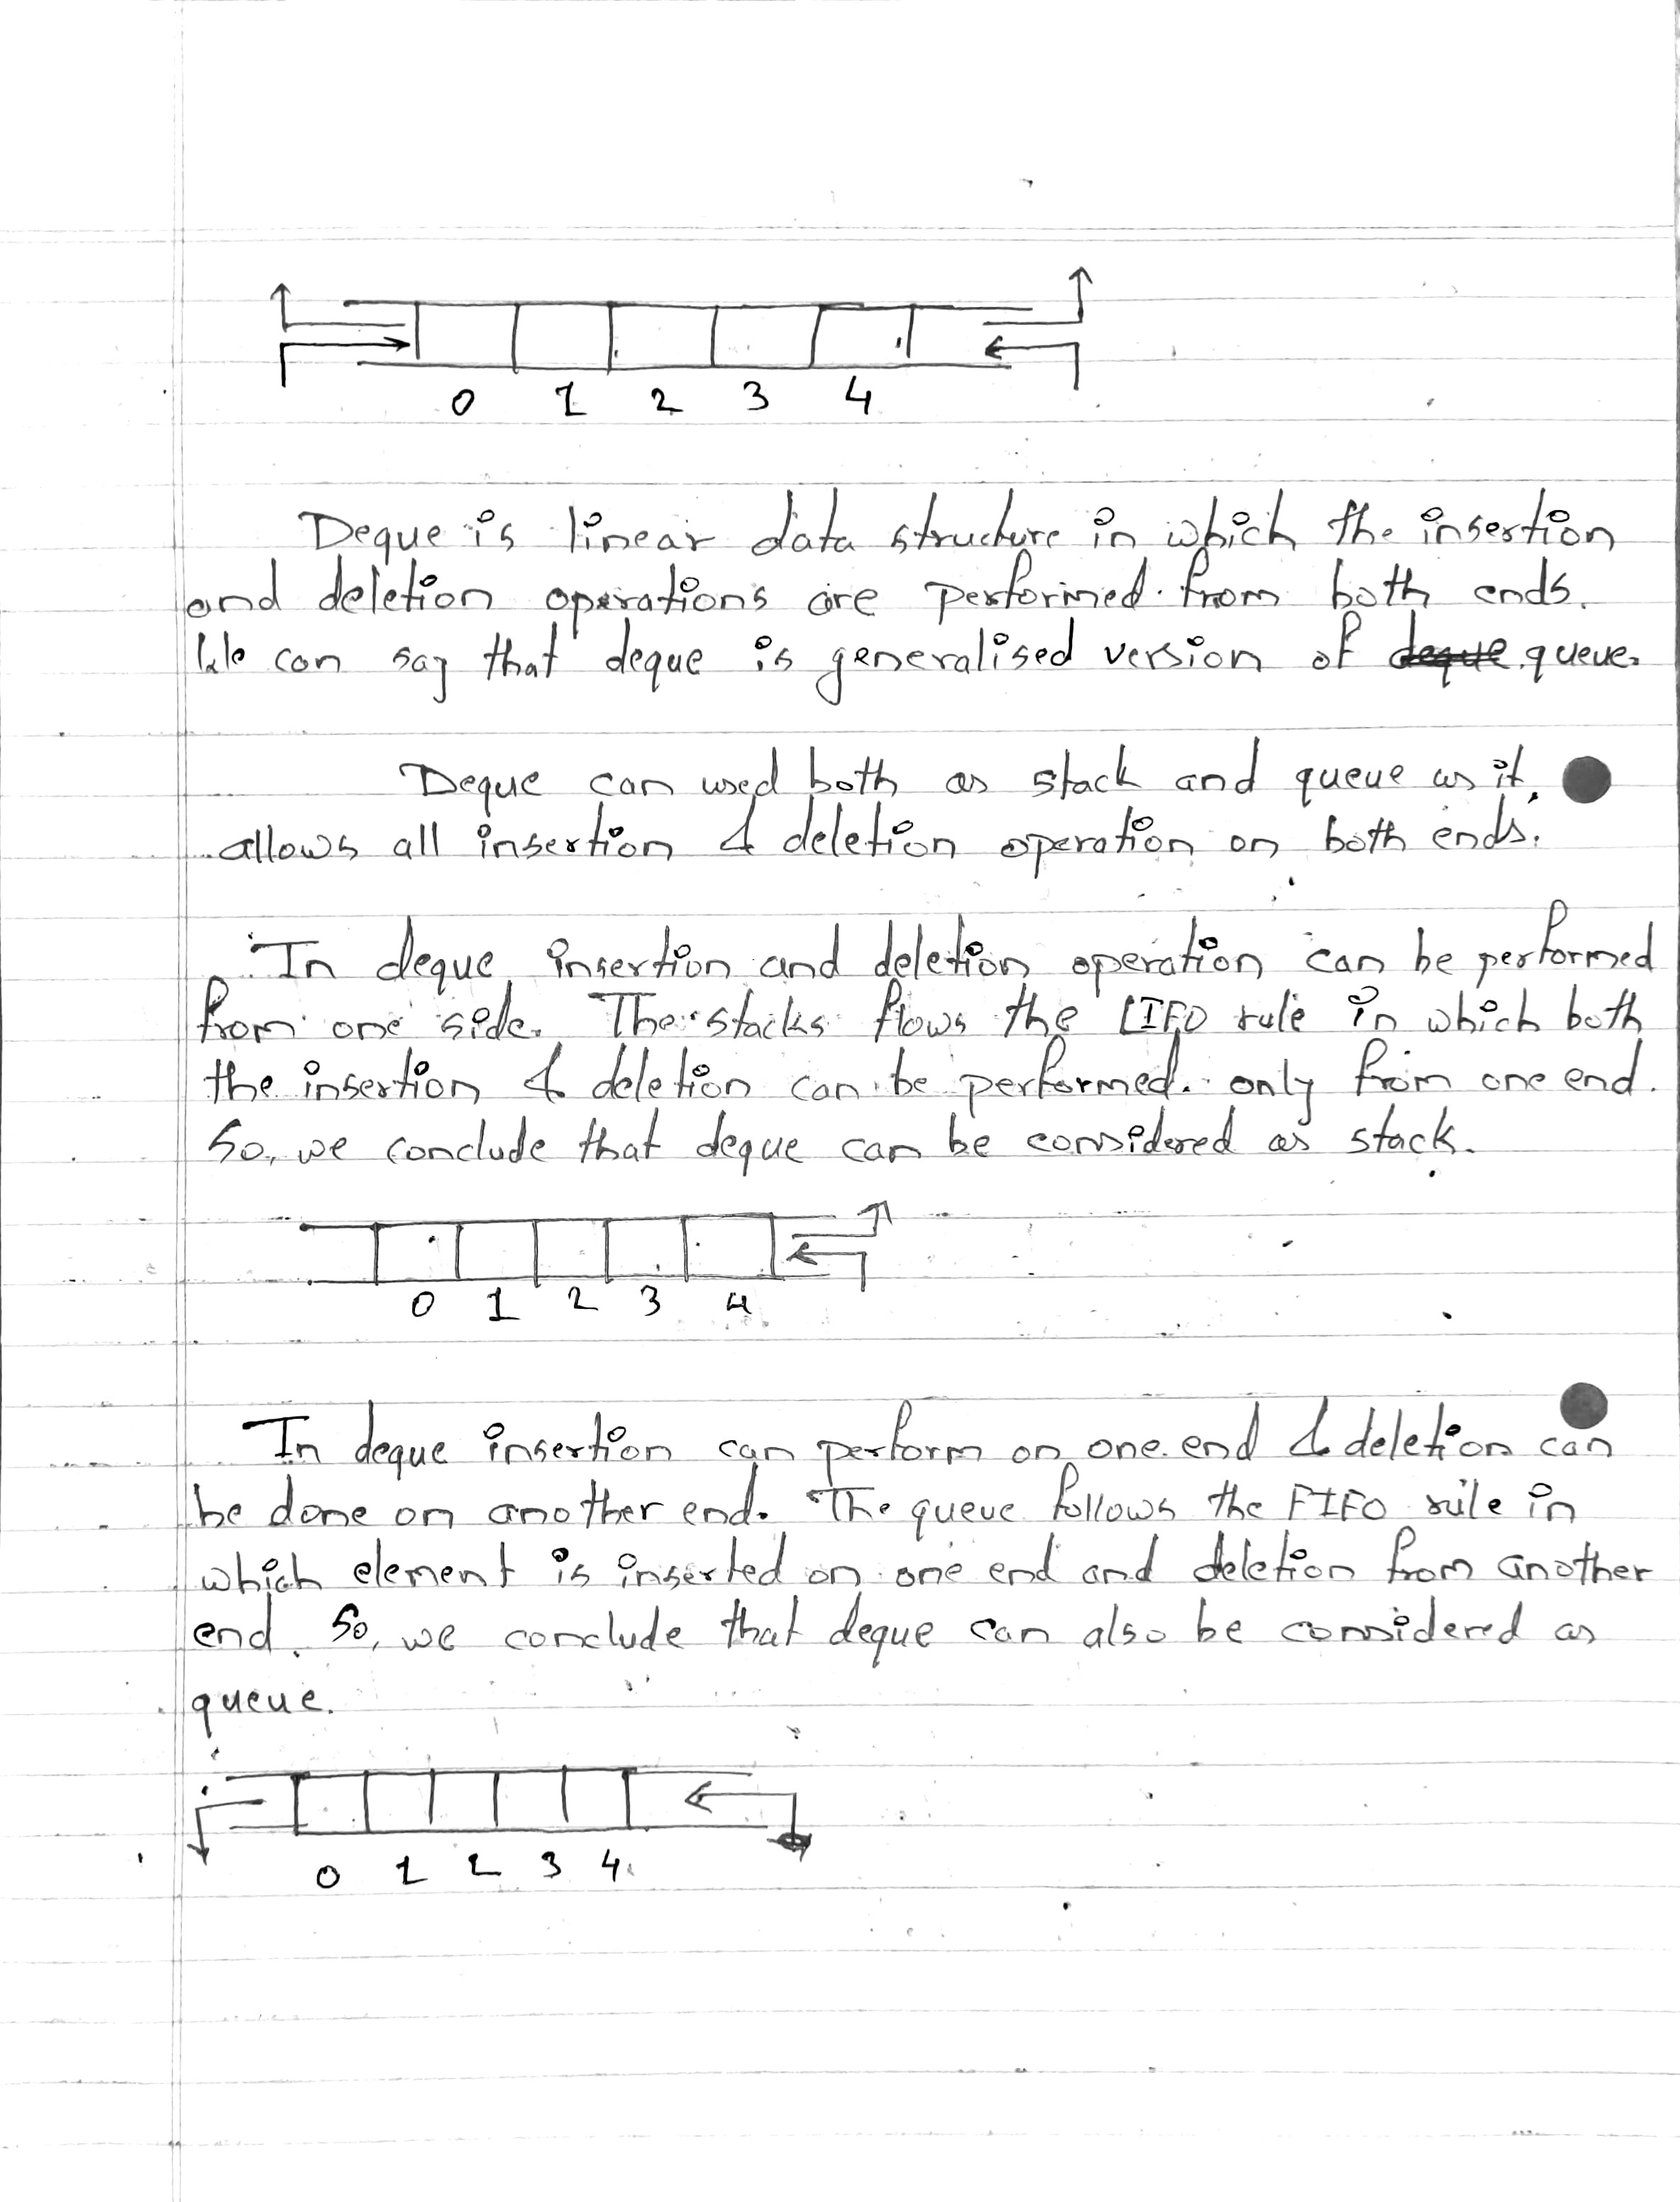 0 1 2 3 4
Deque is linear data structure in which the insertion
and deletion operations are performed from both ends.
We can say that deque is generalised version of deque queue.
Deque can used both as stack and queue as it
allows all insertion & deletion operation on both ends.
In deque insertion and deletion operation can be performed
from one side. The stacks flows the LIFO rule in which both
the insertion & deletion can be performed only from one end.
So, we conclude that deque can be considered as stack.
0 1 2 3 4
In deque insertion can perform on one end & deletion can
be done on another end. The queue follows the FIFO rule in
which element is inserted on one end and deletion from another
end. So, we conclude that deque can also be considered as
queue.
0 1 2 3 4